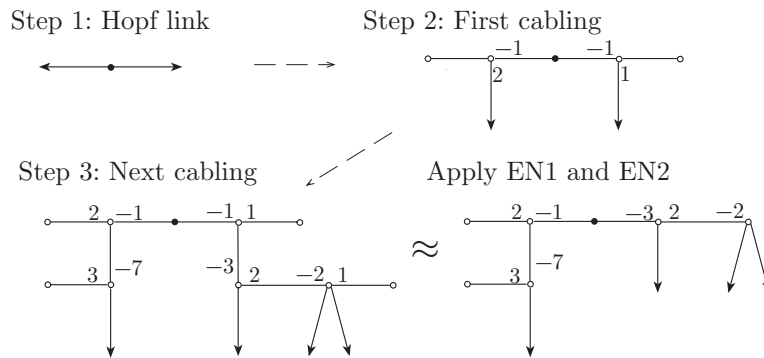 Step 1: Hopf link
Step 2: First cabling
−1 −1
2 1
Step 3: Next cabling
Apply EN1 and EN2
2 −1 −1 1
3 −7 −3 2 −2 1
≈
2 −1 −3 2 −2
3 −7